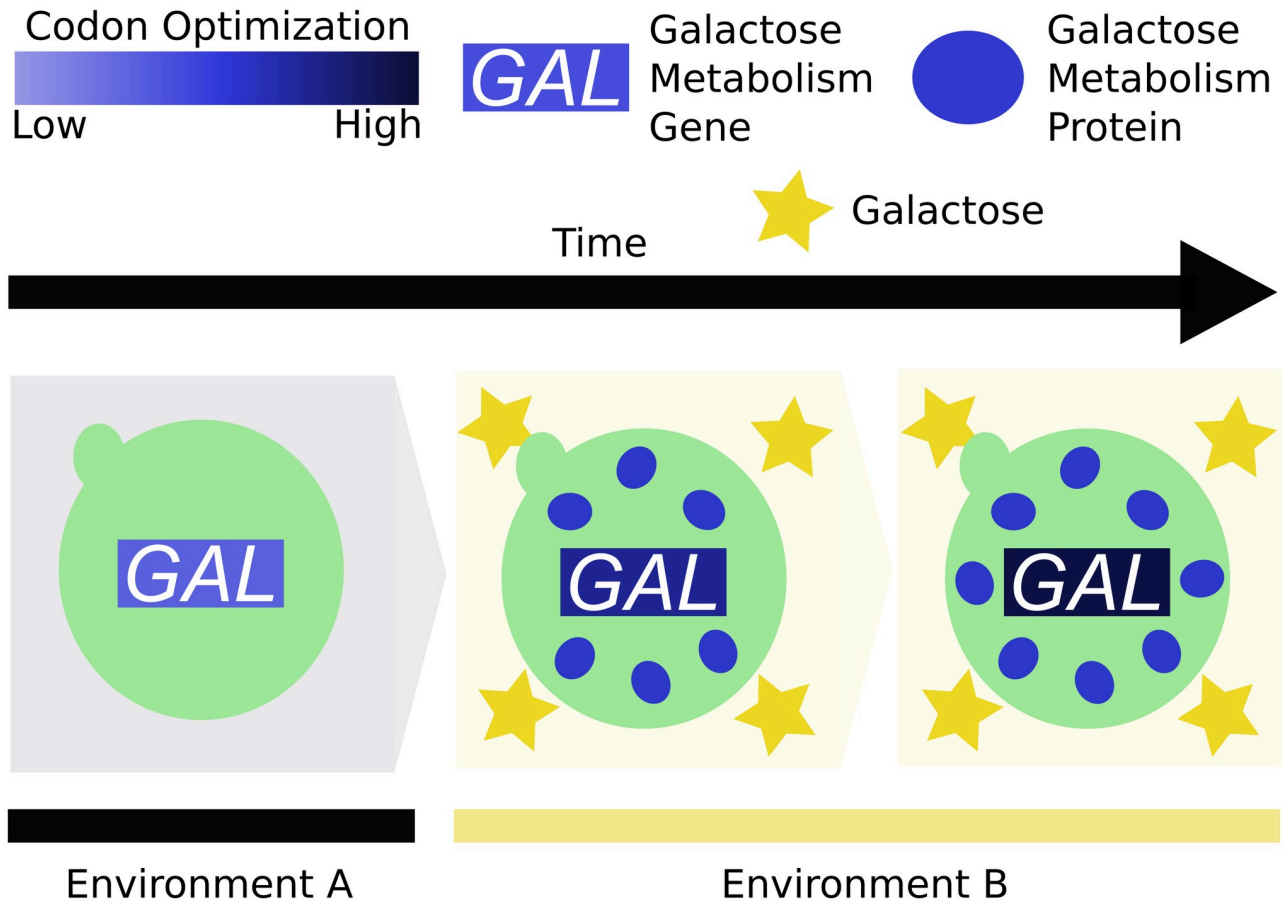 Codon Optimization
Low High
GAL
Galactose
Metabolism
Gene
Galactose
Metabolism
Protein
Galactose
Time
GAL
GAL
GAL
Environment A
Environment B